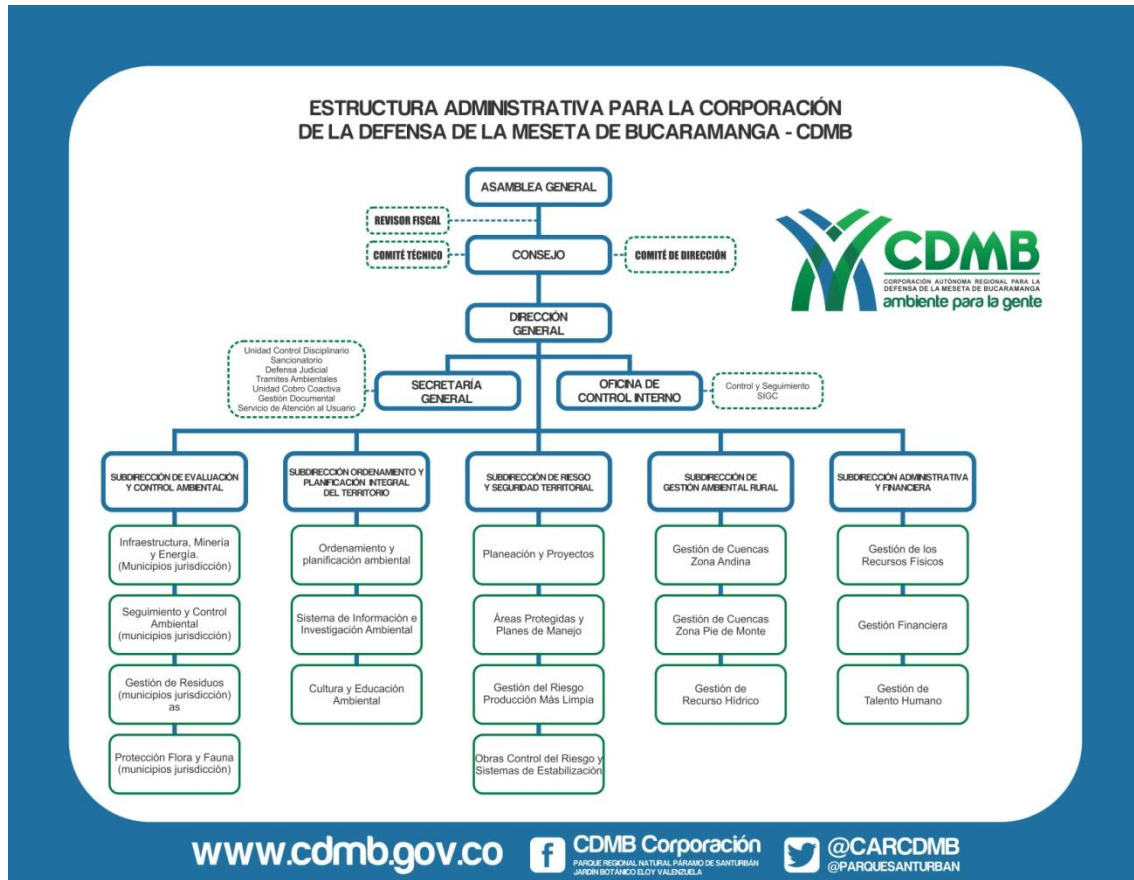 ESTRUCTURA ADMINISTRATIVA PARA LA CORPORACIÓN
DE LA DEFENSA DE LA MESETA DE BUCARAMANGA - CDMB
ASAMBLEA GENERAL
REVISOR FISCAL
COMITÉ TÉCNICO
CONSEJO
COMITÉ DE DIRECCIÓN
CDMB
CORPORACIÓN AUTÓNOMA REGIONAL PARA LA
DEFENSA DE LA MESETA DE BUCARAMANGA
ambiente para la gente
DIRECCIÓN
GENERAL
Unidad Control Disciplinario
Sancionatorio
Defensa Judicial
Tramites Ambientales
Unidad Cobro Coactiva
Gestión Documental
Servicio de Atención al Usuario
SECRETARÍA
GENERAL
OFICINA DE
CONTROL INTERNO
Control y Seguimiento
SIGC
SUBDIRECCIÓN DE EVALUACIÓN
Y CONTROL AMBIENTAL
SUBDIRECCIÓN ORDENAMIENTO Y
PLANIFICACIÓN INTEGRAL
DEL TERRITORIO
SUBDIRECCIÓN DE RIESGO
Y SEGURIDAD TERRITORIAL
SUBDIRECCIÓN DE
GESTIÓN AMBIENTAL RURAL
SUBDIRECCIÓN ADMINISTRATIVA
Y FINANCIERA
Infraestructura, Minería
y Energía.
(Municipios jurisdicción)
Ordenamiento y
planificación ambiental
Planeación y Proyectos
Gestión de Cuencas
Zona Andina
Gestión de los
Recursos Físicos
Seguimiento y Control
Ambiental
(municipios jurisdicción)
Sistema de Información e
Investigación Ambiental
Áreas Protegidas y
Planes de Manejo
Gestión de Cuencas
Zona Pie de Monte
Gestión Financiera
Gestión de Residuos
(municipios jurisdicción)
as
Cultura y Educación
Ambiental
Gestión del Riesgo
Producción Más Limpia
Gestión de
Recurso Hídrico
Gestión de
Talento Humano
Protección Flora y Fauna
(municipios jurisdicción)
Obras Control del Riesgo y
Sistemas de Estabilización
www.cdmb.gov.co
f
CDMB Corporación
PARQUE REGIONAL NATURAL PÁRAMO DE SANTURBÁN
JARDÍN BOTÁNICO ELOY VALENZUELA
@CARCDMB
@PARQUESANTURBAN